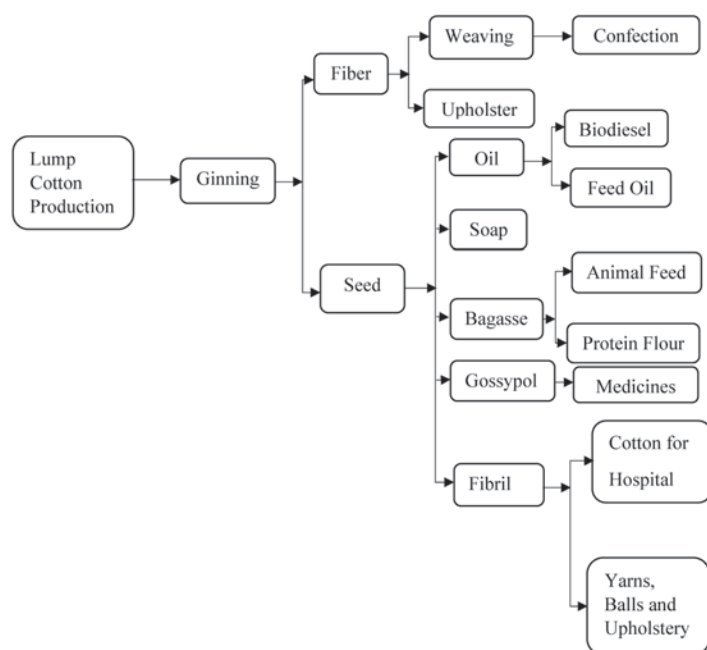 Lump
Cotton
Production
Ginning
Fiber
Weaving
Confection
Upholster
Seed
Oil
Biodiesel
Feed Oil
Soap
Bagasse
Animal Feed
Protein Flour
Gossypol
Medicines
Fibril
Cotton for
Hospital
Yarns,
Balls and
Upholstery